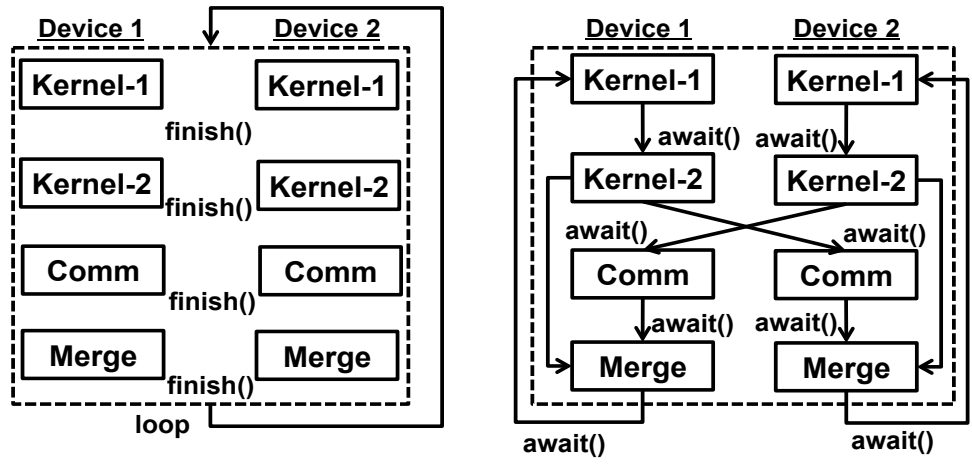 Device 1
Device 2
Kernel-1
Kernel-1
finish()
Kernel-2
Kernel-2
finish()
Comm
Comm
finish()
Merge
Merge
finish()
loop
Device 1
Device 2
Kernel-1
Kernel-1
await()
await()
Kernel-2
Kernel-2
await()
await()
Comm
Comm
await()
await()
Merge
Merge
await()
await()